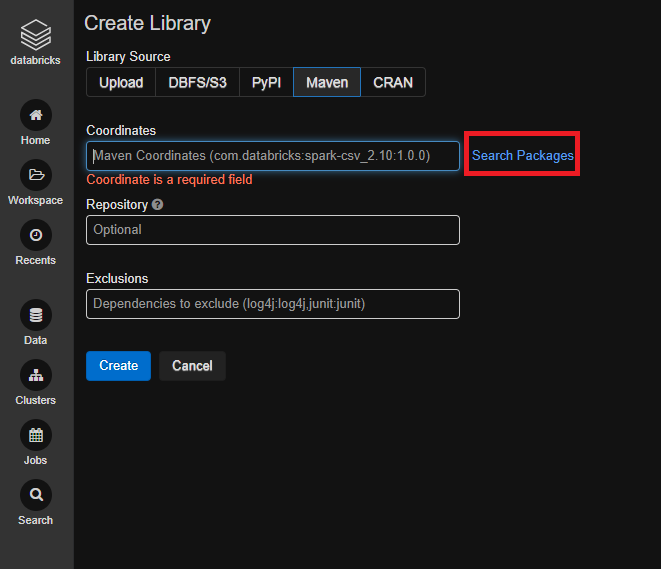 databricks
Home
Workspace
Recents
Data
Clusters
Jobs
Search
Create Library
Library Source
Upload DBFS/S3 PyPI Maven CRAN
Coordinates
Maven Coordinates (com.databricks:spark-csv_2.10:1.0.0) Search Packages
Coordinate is a required field
Repository ?
Optional
Exclusions
Dependencies to exclude (log4j:log4j,junit:junit)
Create Cancel